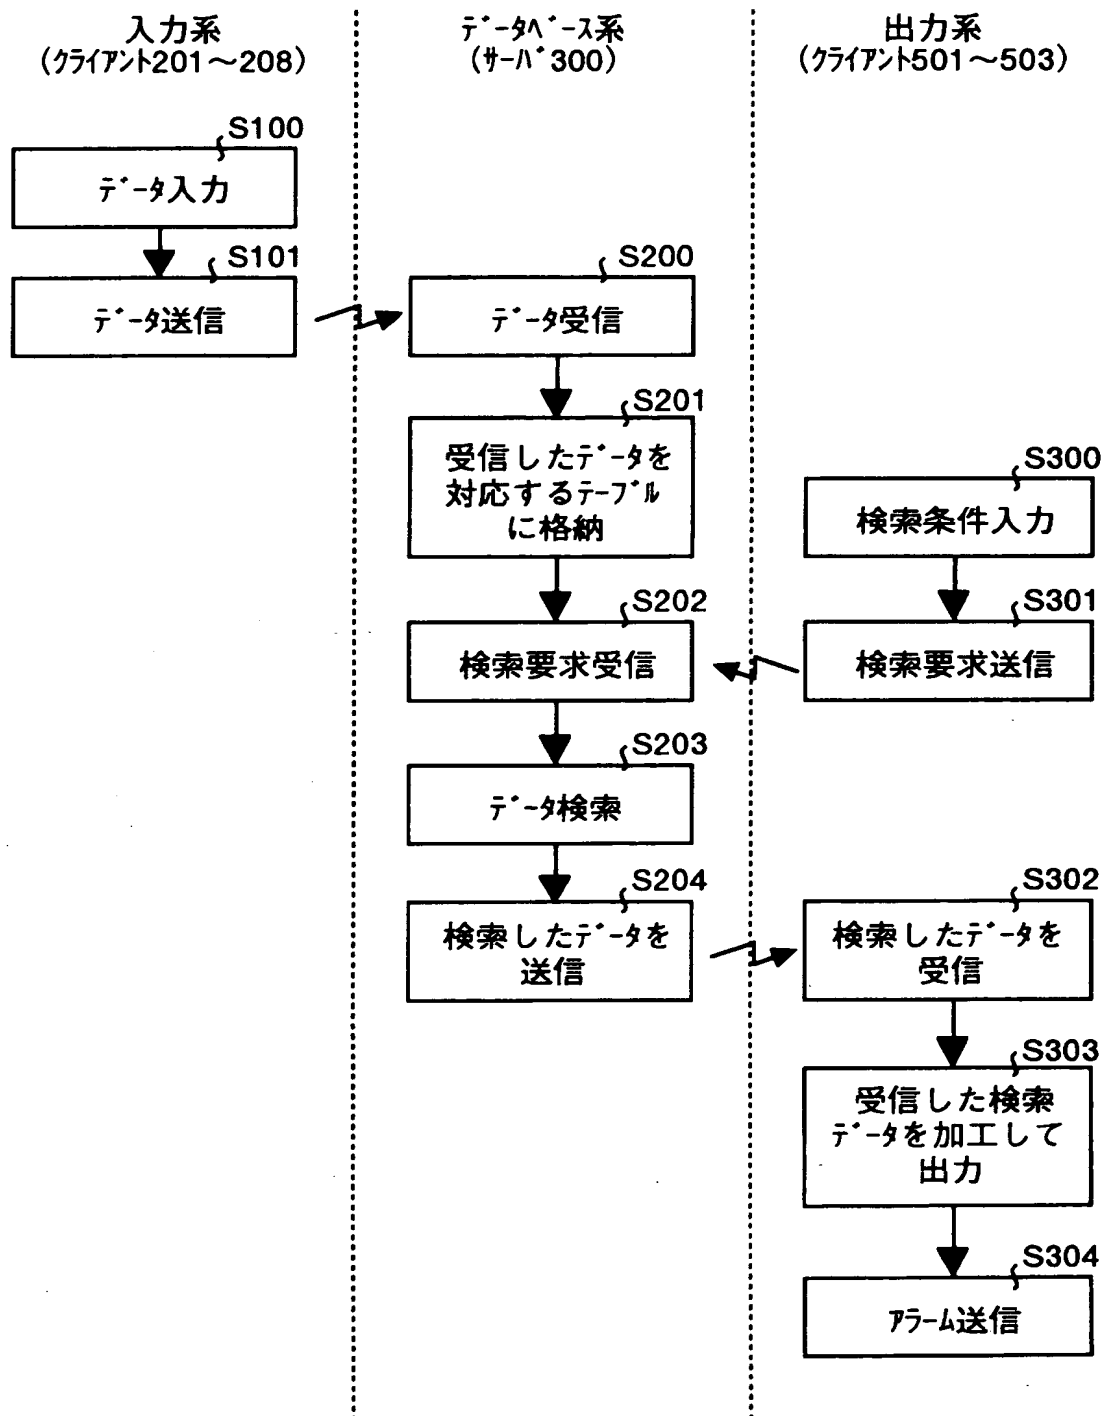 入力系
(クライアント201～208)
データベース系
(サーバ300)
出力系
(クライアント501～503)
S100
データ入力
S101
データ送信
S200
データ受信
S201
受信したデータを
対応するテーブル
に格納
S300
検索条件入力
S202
検索要求受信
S301
検索要求送信
S203
データ検索
S204
検索したデータを
送信
S302
検索したデータを
受信
S303
受信した検索
データを加工して
出力
S304
アラーム送信